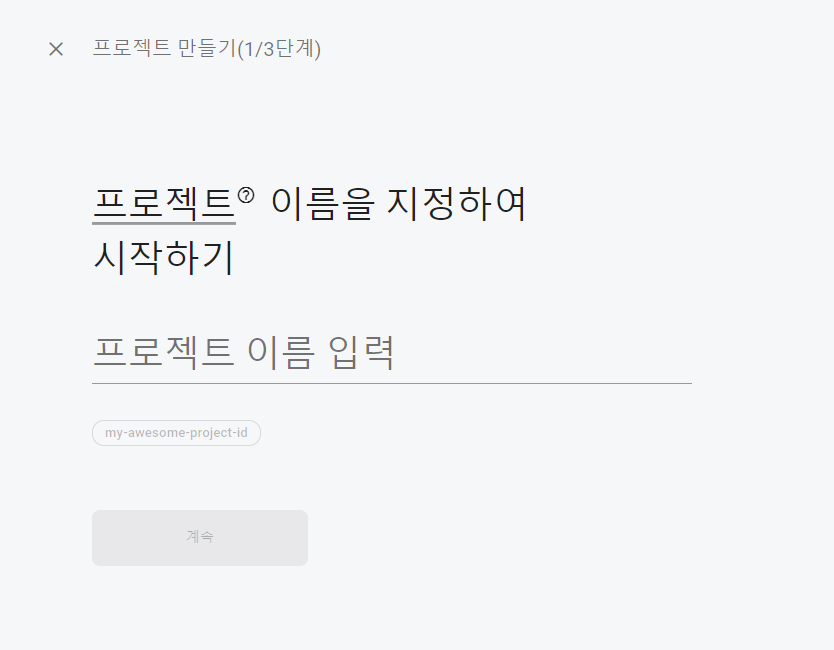 프로젝트 만들기(1/3단계)
프로젝트 이름을 지정하여
시작하기
프로젝트 이름 입력
my-awesome-project-id
계속